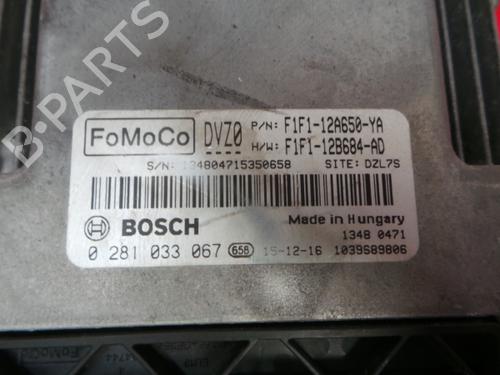 FoMoCo DVZ0 P/N: F1F1-12A650-YA
H/W: F1F1-12B684-AD
S/N: 134804715350658 SITE: DZL7S
BOSCH Made in Hungary
1348 0471
0 281 033 067 658 15-12-16 1039S89806
FoMoCo
B-Parts